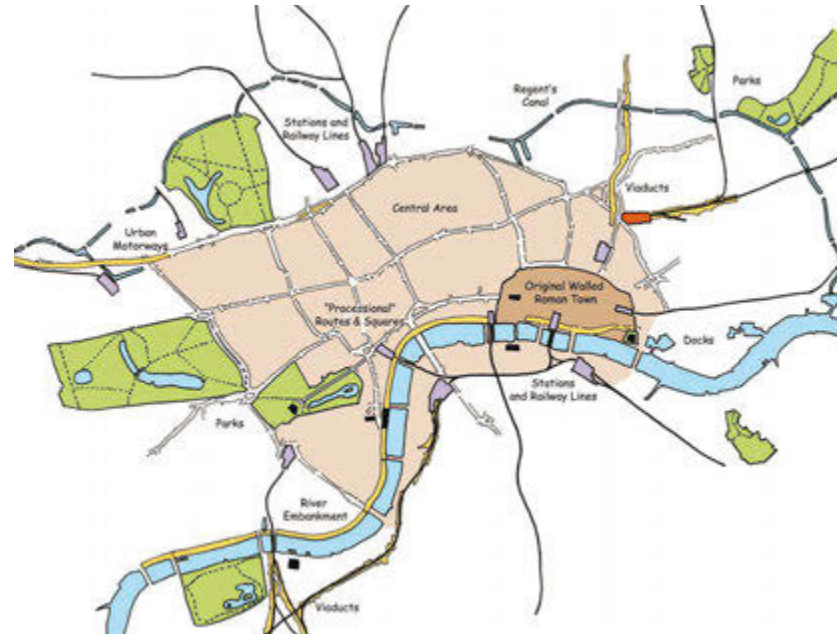 Parks
Regent's
Canal
Stations and
Railway Lines
Viaducts
Central Area
Urban
Motorways
Original Walled
Roman Town
"Processional"
Routes & Squares
Docks
Stations
and Railway Lines
Parks
River
Embankment
Viaducts